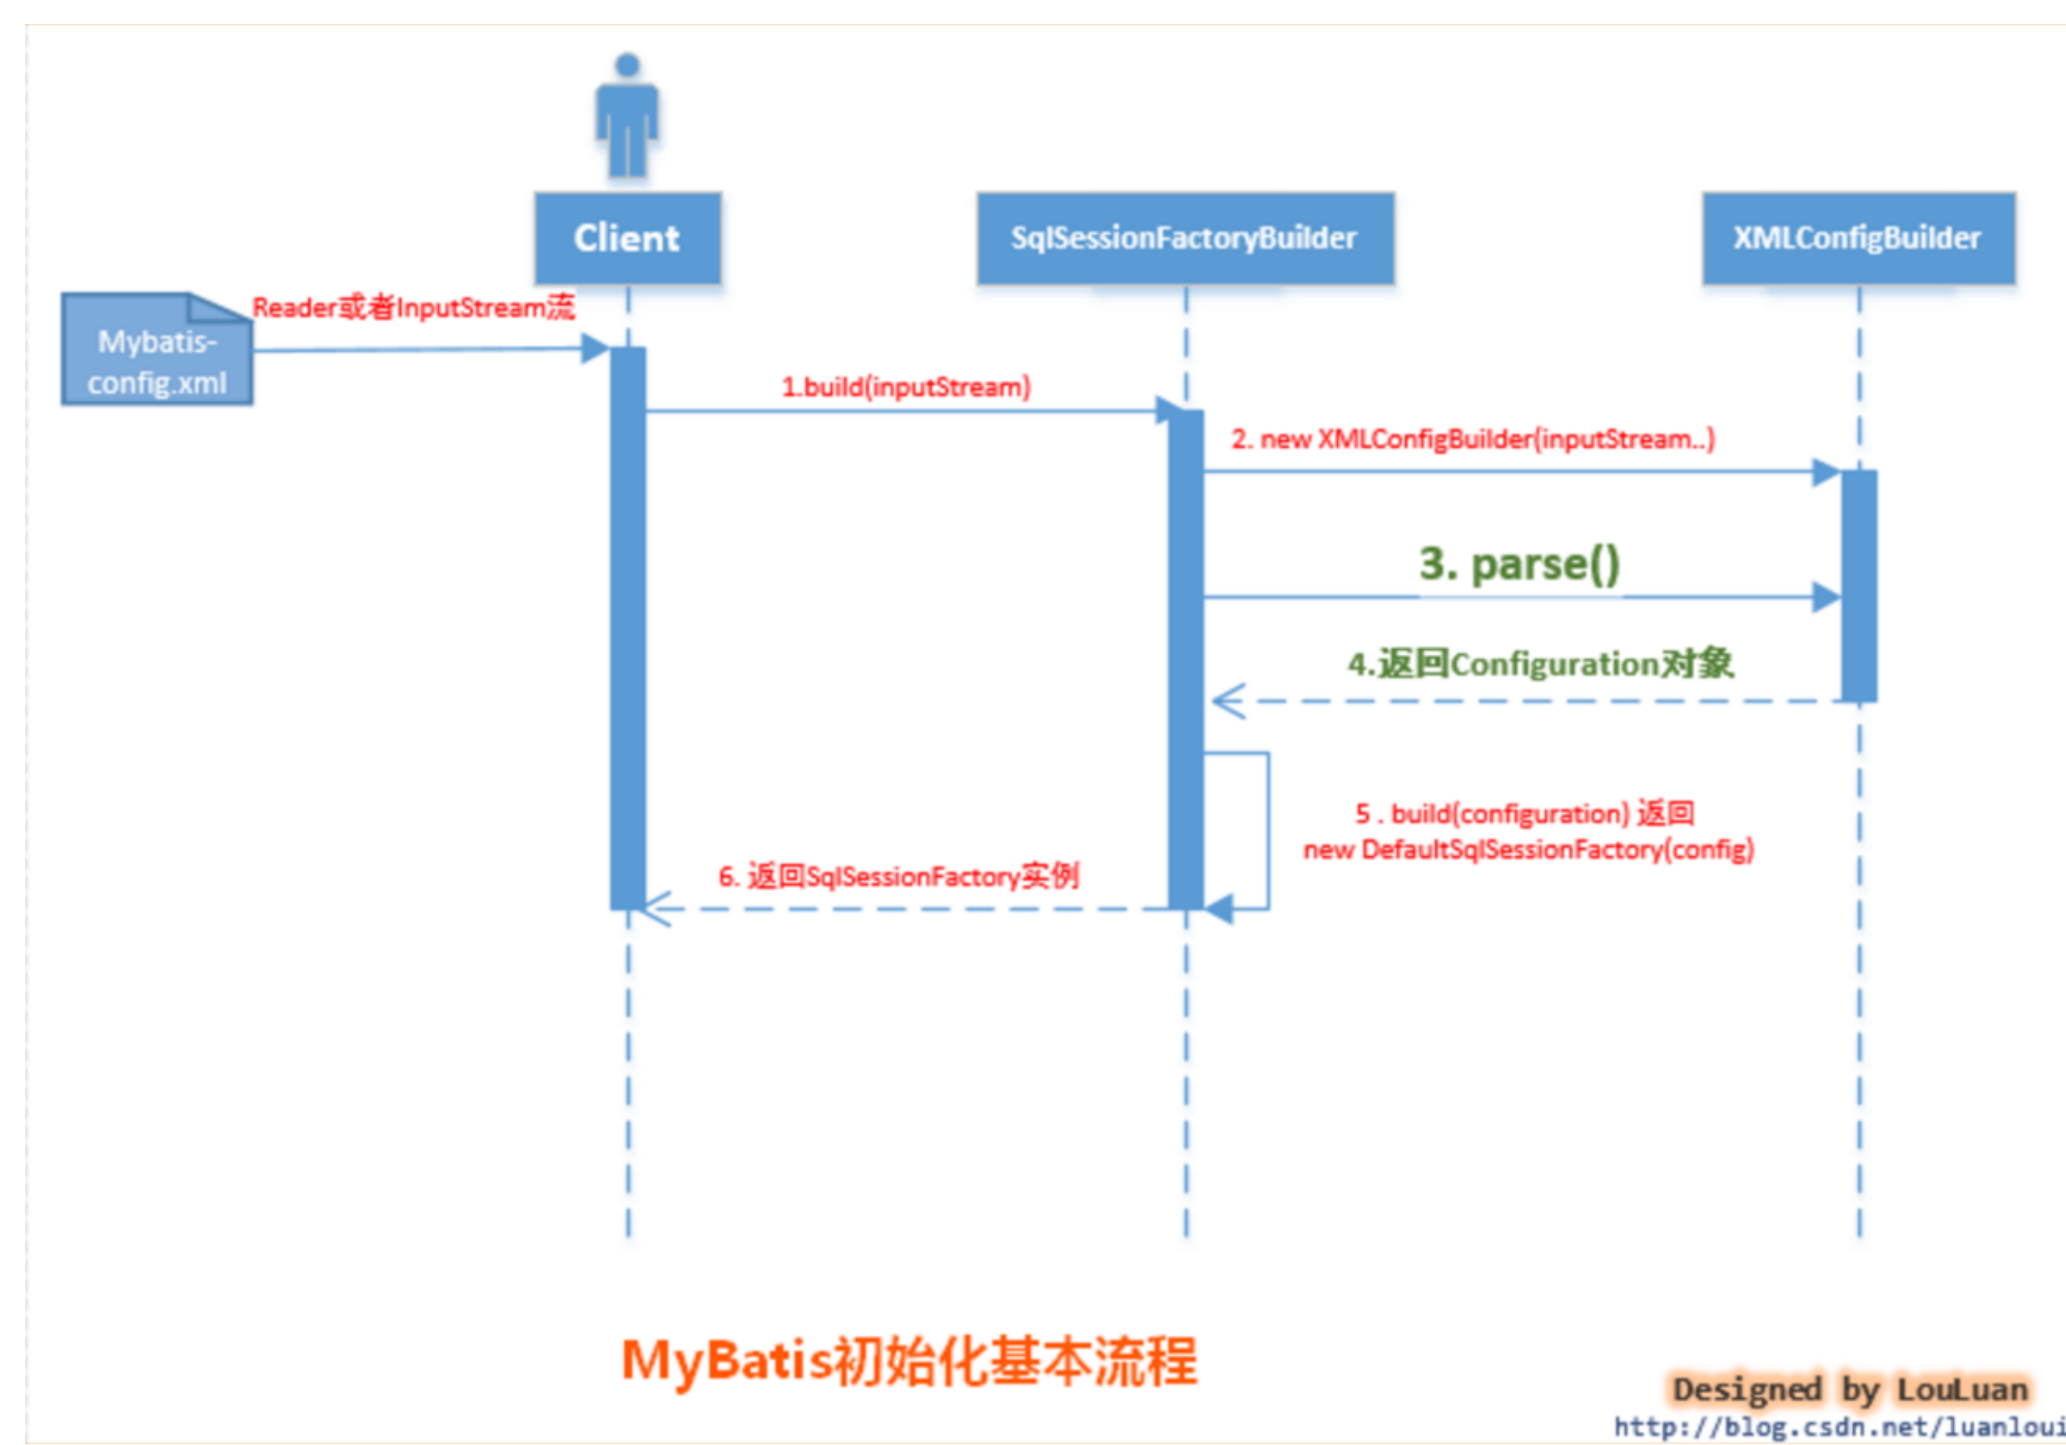 Client
SqlSessionFactoryBuilder
XMLConfigBuilder
Reader或者InputStream流
Mybatis-
config.xml
1.build(inputStream)
2. new XMLConfigBuilder(inputStream..)
3. parse()
4.返回Configuration对象
5 . build(configuration) 返回
new DefaultSqlSessionFactory(config)
6. 返回SqlSessionFactory实例
MyBatis初始化基本流程
Designed by LouLuan
http://blog.csdn.net/luanloui